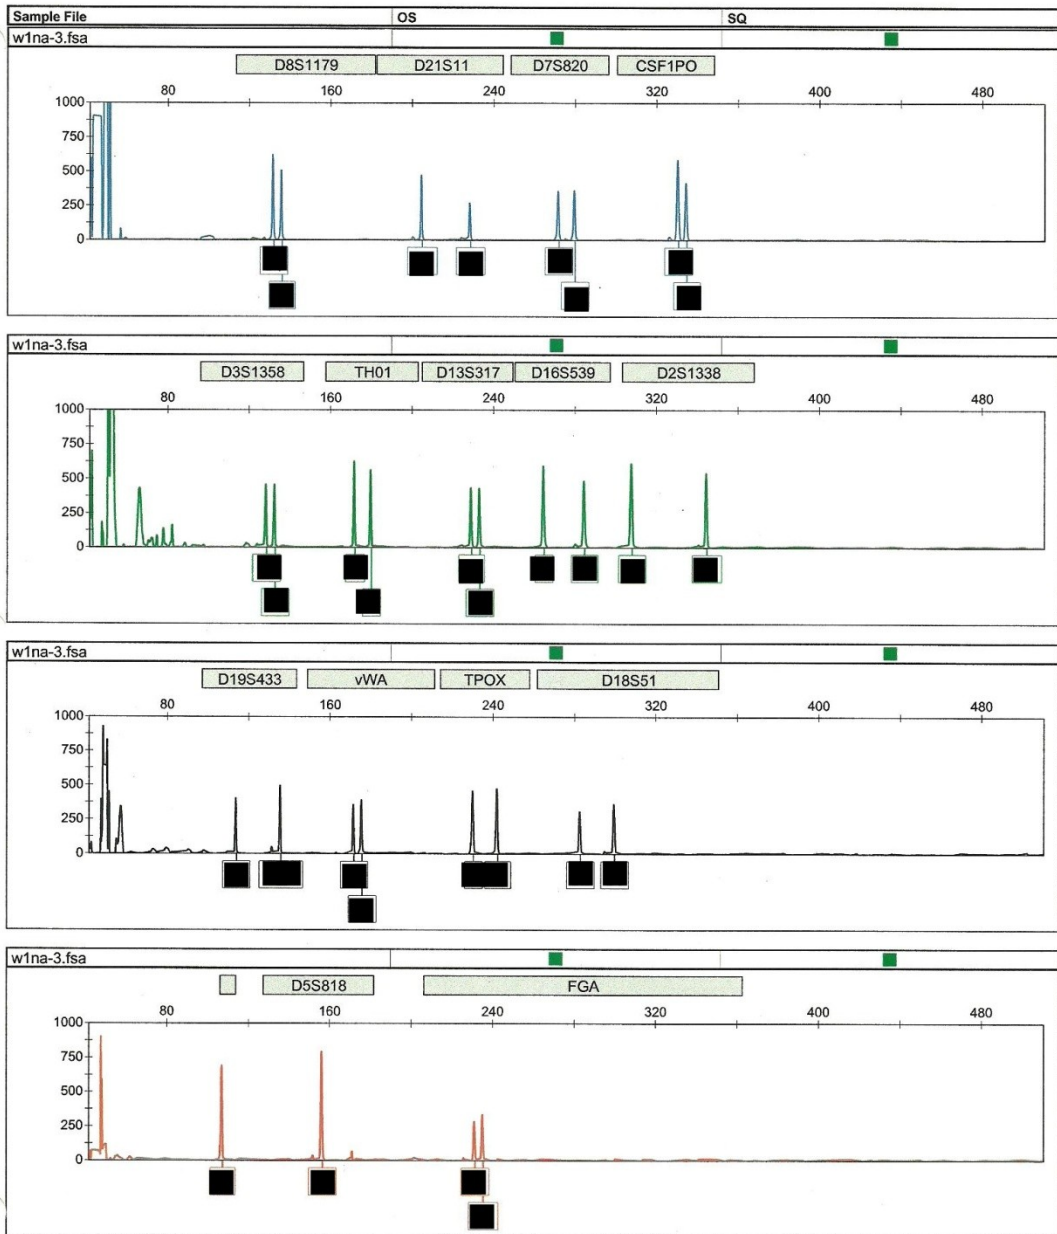 Sample File OS SQ
w1na-3.fsa
D8S1179 D21S11 D7S820 CSF1PO
80 160 240 320 400 480
1000
750
500
250
0
w1na-3.fsa
D3S1358 TH01 D13S317 D16S539 D2S1338
80 160 240 320 400 480
1000
750
500
250
0
w1na-3.fsa
D19S433 vWA TPOX D18S51
80 160 240 320 400 480
1000
750
500
250
0
w1na-3.fsa
D5S818 FGA
80 160 240 320 400 480
1000
750
500
250
0